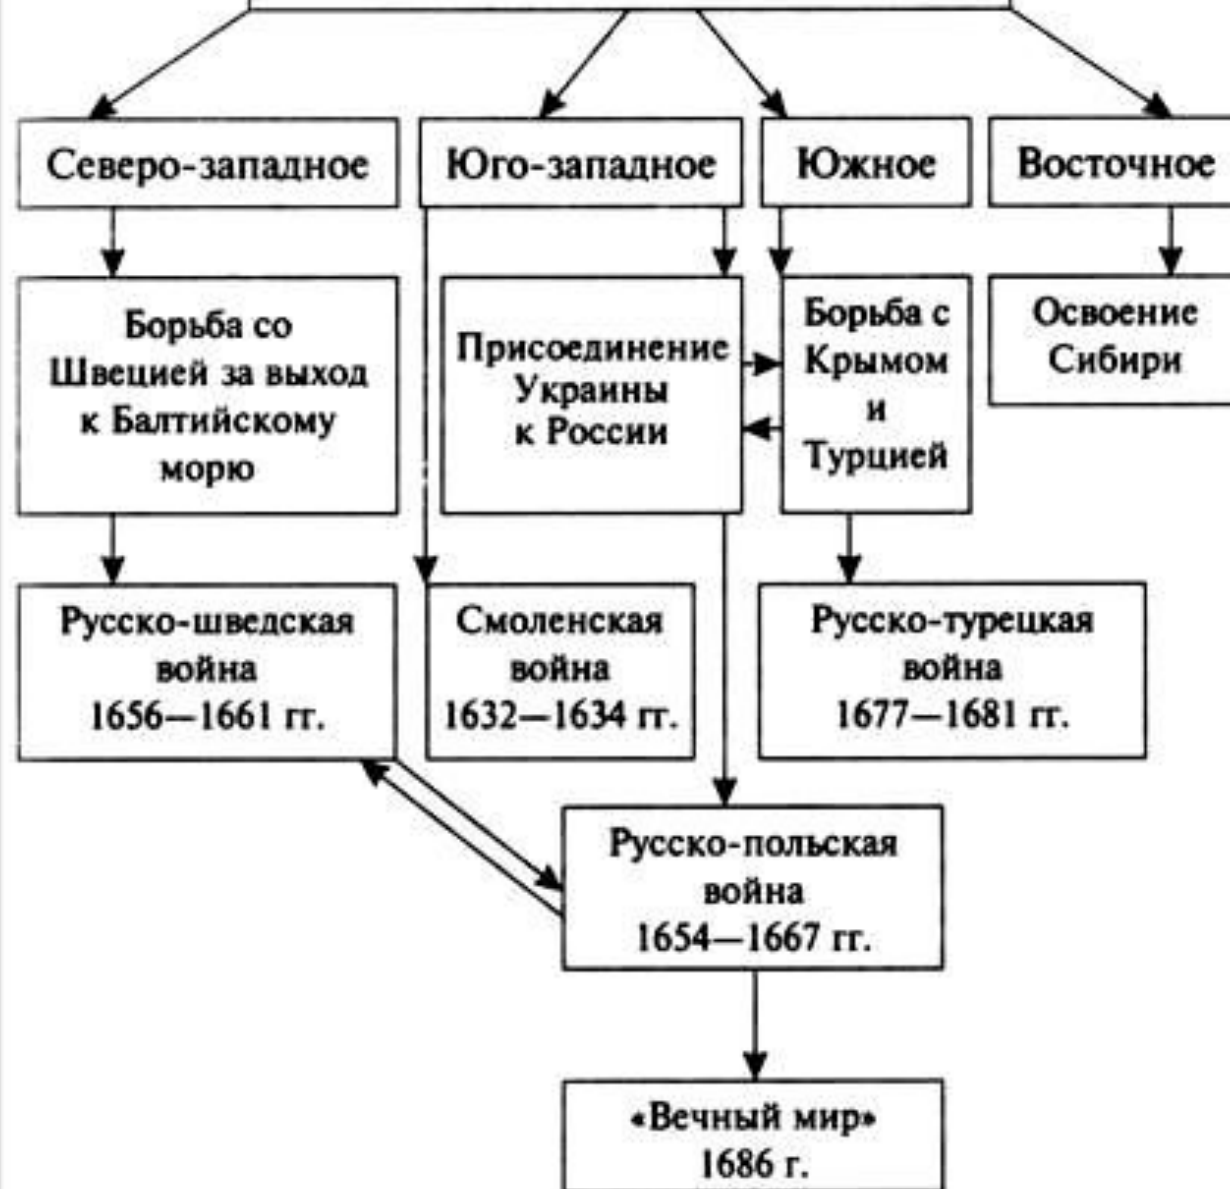 Северо-западное
Юго-западное
Южное
Восточное
Борьба со
Швецией за выход
к Балтийскому
морю
Присоединение
Украины
к России
Борьба с
Крымом
и
Турцией
Освоение
Сибири
Русско-шведская
война
1656—1661 гг.
Смоленская
война
1632—1634 гг.
Русско-турецкая
война
1677—1681 гг.
Русско-польская
война
1654—1667 гг.
«Вечный мир»
1686 г.